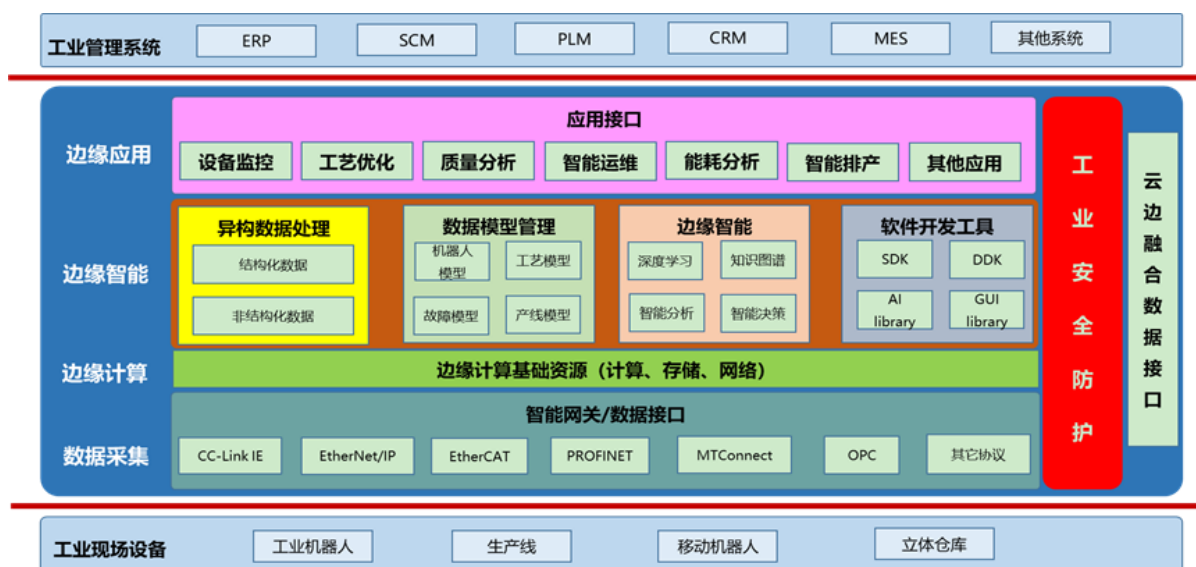 工业管理系统
ERP
SCM
PLM
CRM
MES
其他系统
边缘应用
应用接口
设备监控
工艺优化
质量分析
智能运维
能耗分析
智能排产
其他应用
边缘智能
异构数据处理
结构化数据
非结构化数据
数据模型管理
机器人
模型
工艺模型
故障模型
产线模型
边缘智能
深度学习
知识图谱
智能分析
智能决策
软件开发工具
SDK
DDK
AI
library
GUI
library
边缘计算
边缘计算基础资源（计算、存储、网络）
数据采集
智能网关/数据接口
CC-Link IE
EtherNet/IP
EtherCAT
PROFINET
MTConnect
OPC
其它协议
工业安全防护
云边融合数据接口
工业现场设备
工业机器人
生产线
移动机器人
立体仓库